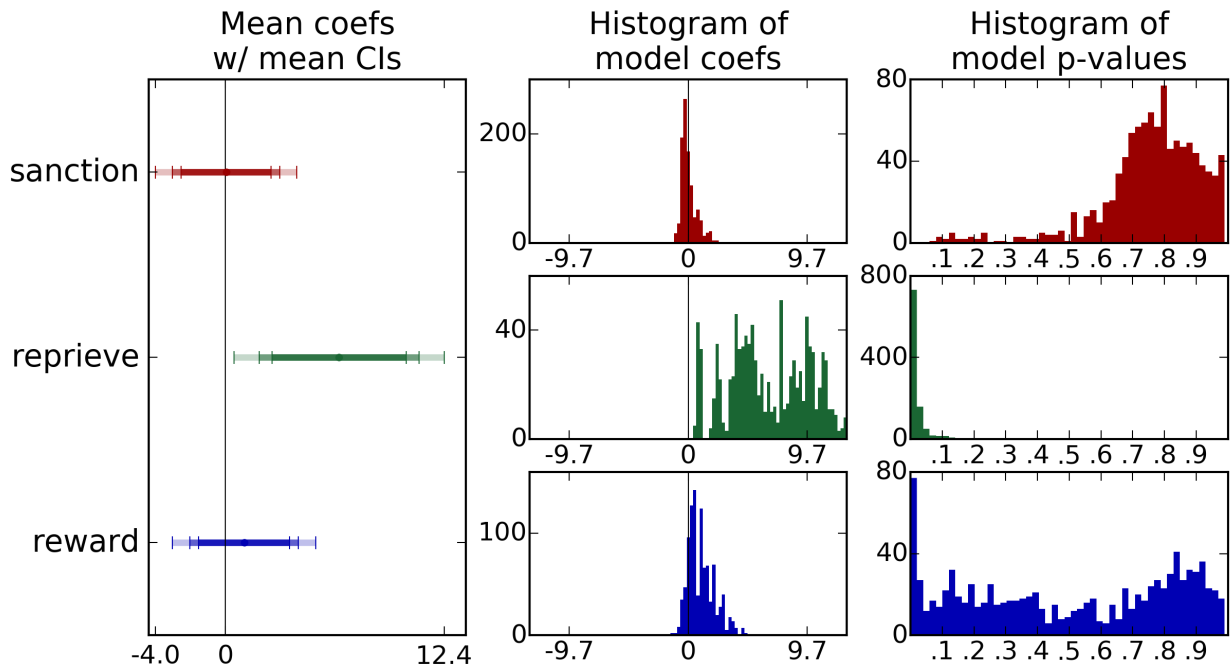 Mean coefs
w/ mean CIs
sanction
reprieve
reward
-4.0 0 12.4
Histogram of
model coefs
200
0
-9.7 0 9.7
40
0
-9.7 0 9.7
100
0
-9.7 0 9.7
Histogram of
model p-values
80
40
0
.1 .2 .3 .4 .5 .6 .7 .8 .9
800
400
0
.1 .2 .3 .4 .5 .6 .7 .8 .9
80
40
0
.1 .2 .3 .4 .5 .6 .7 .8 .9